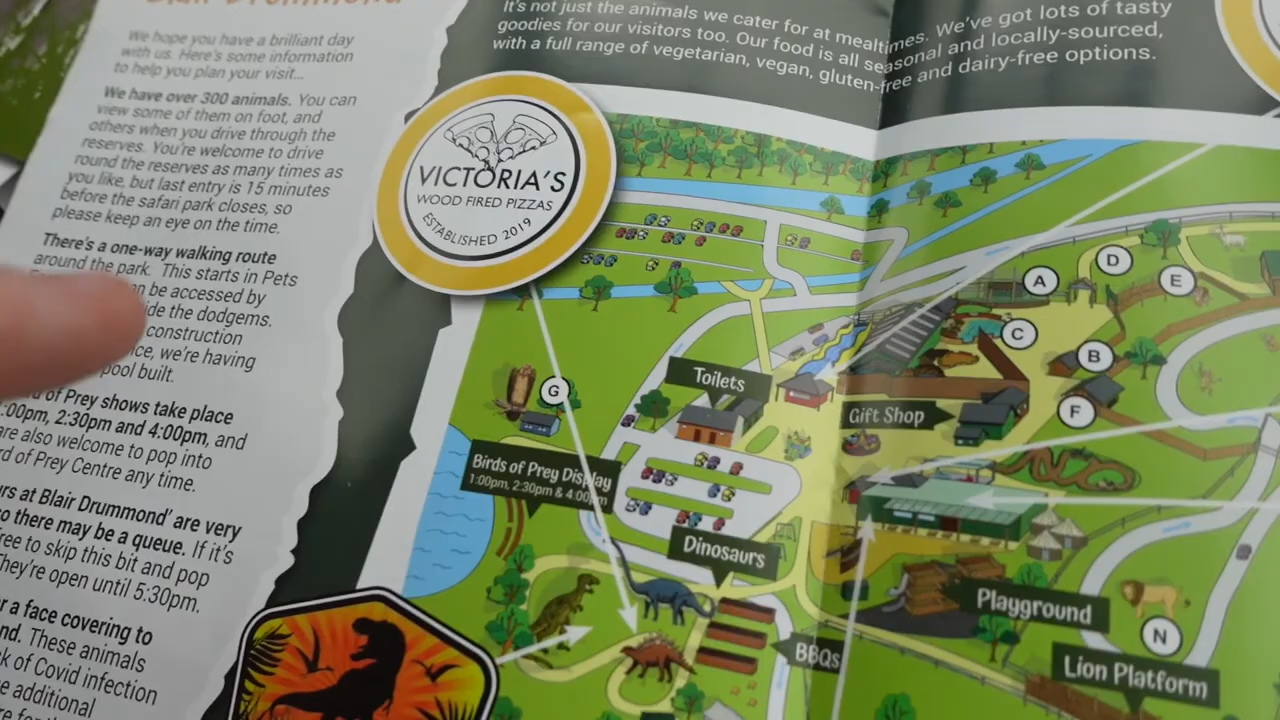 Blair Drummond
We hope you have a brilliant day
with us. Here's some information
to help you plan your visit...
We have over 300 animals. You can
view some of them on foot, and
others when you drive through the
reserves. You're welcome to drive
round the reserves as many times as
you like, but last entry is 15 minutes
before the safari park closes, so
please keep an eye on the time.
There's a one-way walking route
around the park. This starts in Pets
be accessed by
the dodgems.
construction
we're having
pool built.
of Prey shows take place
:00pm, 2:30pm and 4:00pm, and
are also welcome to pop into
rd of Prey Centre any time.
urs at Blair Drummond' are very
so there may be a queue. If it's
free to skip this bit and pop
They're open until 5:30pm.
r a face covering to
nd. These animals
k of Covid infection
e additional
It's not just the animals we cater for at mealtimes. We've got lots of tasty
goodies for our visitors too. Our food is all seasonal and locally-sourced,
with a full range of vegetarian, vegan, gluten-free and dairy-free options.
VICTORIA'S
WOOD FIRED PIZZAS
ESTABLISHED 2019
A
D
E
C
B
F
G
Toilets
Gift Shop
Birds of Prey Display
1:00pm, 2:30pm & 4:00pm
Dinosaurs
Playground
N
BBQs
Lion Platform